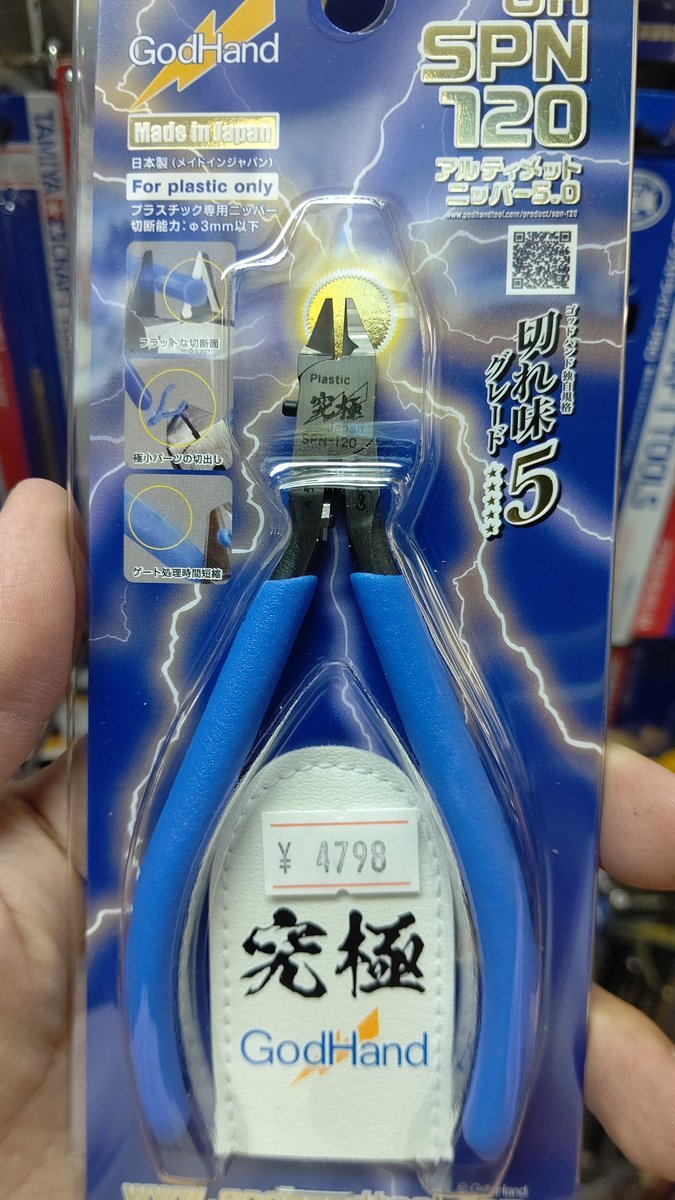 GodHand
SPN
120
アルティメット
ニッパー5.0
www.godhandtool.com/product/spn-120
Made in Japan
日本製(メイドインジャパン)
For plastic only
プラスチック専用ニッパー
切断能力:φ3mm以下
フラットな切断面
極小パーツの切出し
ゲート処理時間短縮
ゴッドハンド独自規格
切れ味
グレード
5
★★★★★
Plastic
究極
Japan
SPN-120
¥ 4798
究極
GodHand
TAMIYA
CRAFT TOOLS